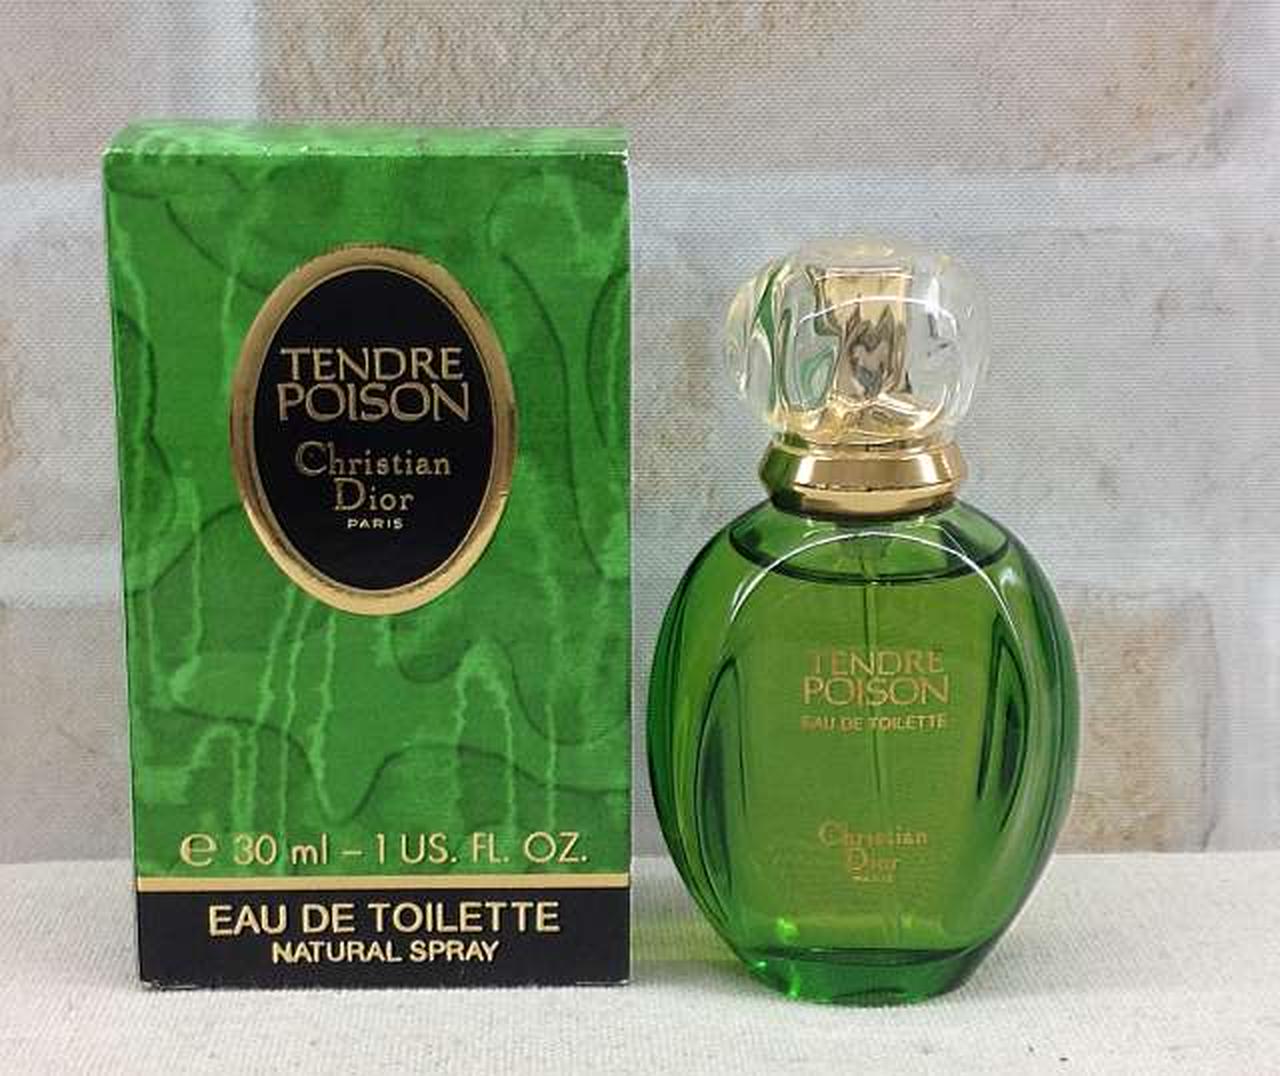 TENDRE
POISON
Christian
Dior
PARIS
℮ 30 ml – 1 US. FL. OZ.
EAU DE TOILETTE
NATURAL SPRAY
TENDRE
POISON
EAU DE TOILETTE
Christian
Dior
PARIS